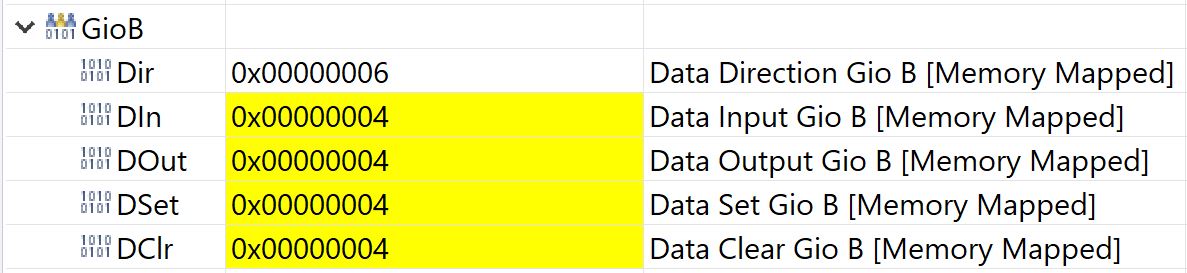 GioB
Dir 0x00000006 Data Direction Gio B [Memory Mapped]
DIn 0x00000004 Data Input Gio B [Memory Mapped]
DOut 0x00000004 Data Output Gio B [Memory Mapped]
DSet 0x00000004 Data Set Gio B [Memory Mapped]
DClr 0x00000004 Data Clear Gio B [Memory Mapped]